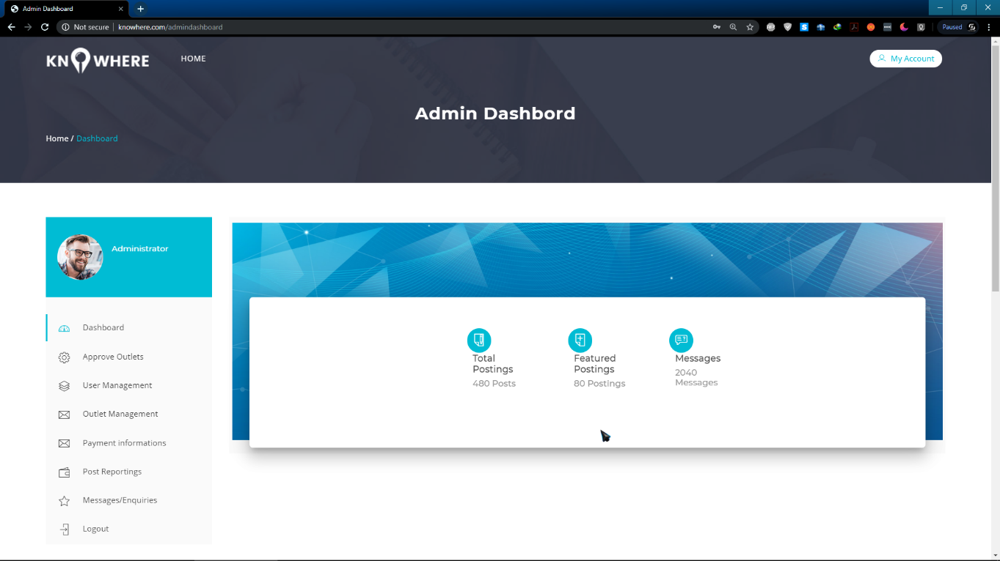 Admin Dashboard
Not secure knowhere.com/admindashboard Paused
KNOWHERE HOME My Account
Admin Dashbord
Home / Dashboard
Administrator
Dashboard
Approve Outlets
User Management
Outlet Management
Payment informations
Post Reportings
Messages/Enquiries
Logout
Total
Postings
480 Posts
Featured
Postings
80 Postings
Messages
2040
Messages